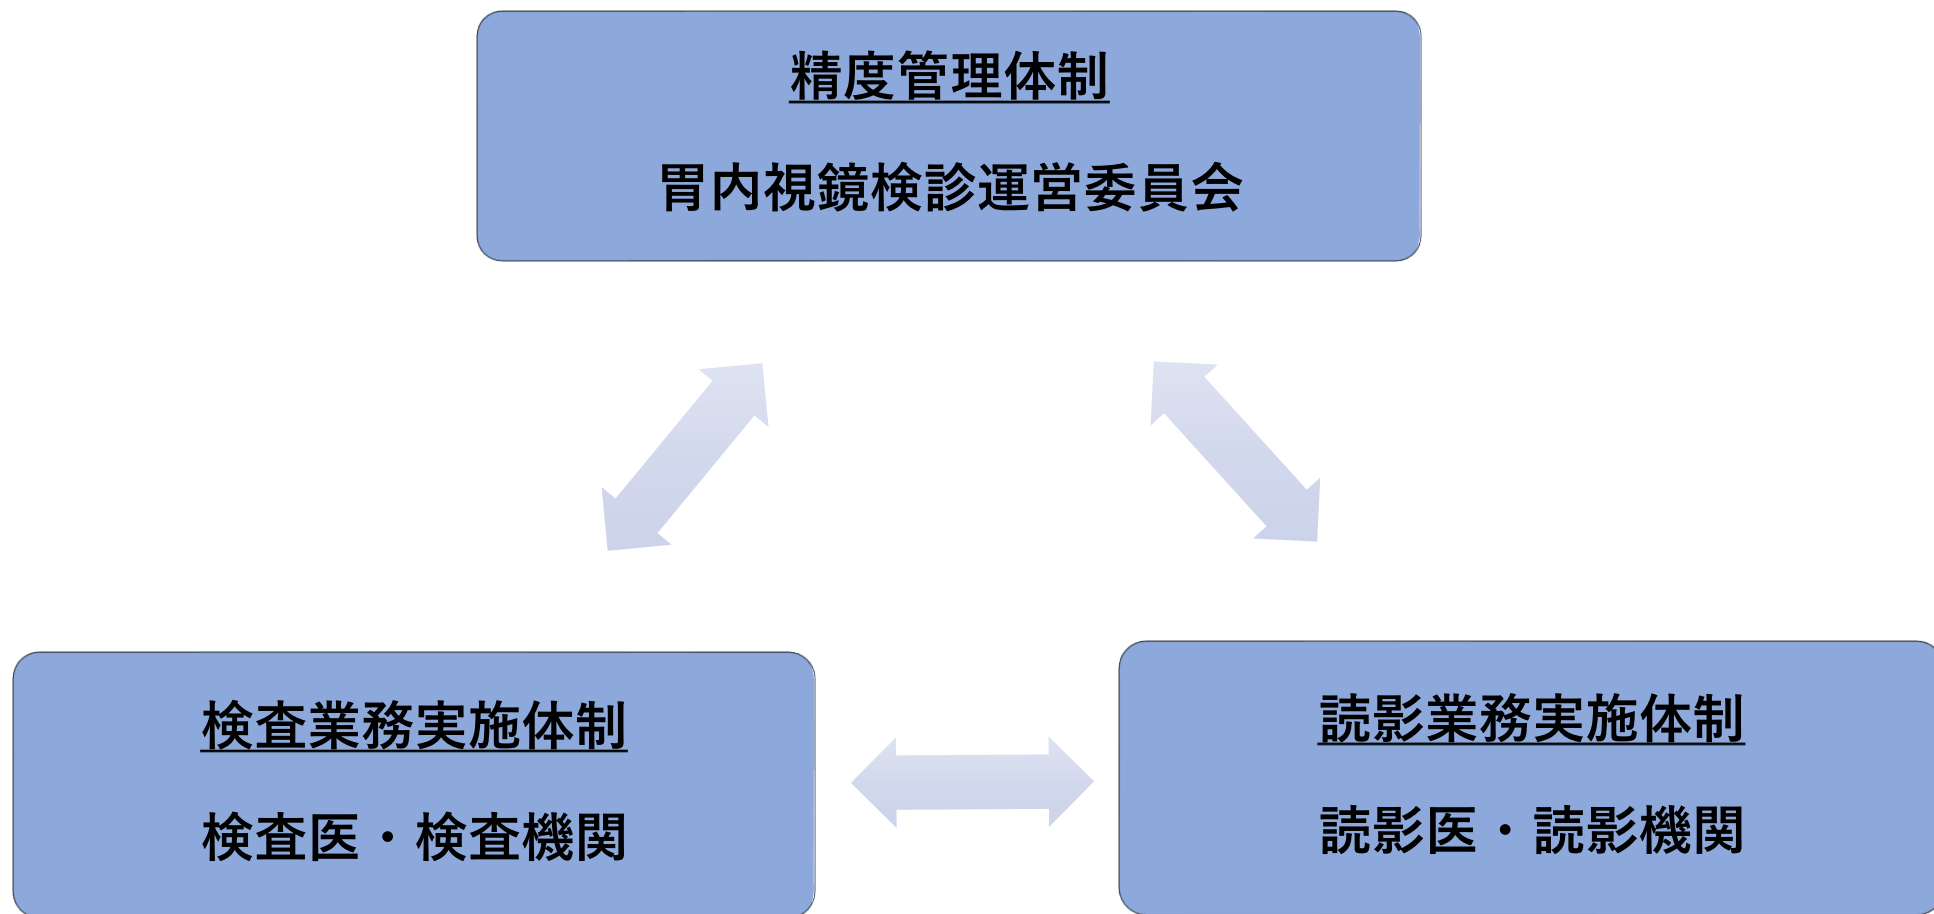 精度管理体制
胃内視鏡検診運営委員会
検査業務実施体制
検査医・検査機関
読影業務実施体制
読影医・読影機関